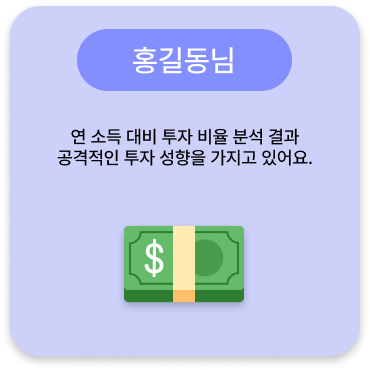 홍길동님
연 소득 대비 투자 비율 분석 결과
공격적인 투자 성향을 가지고 있어요.
$